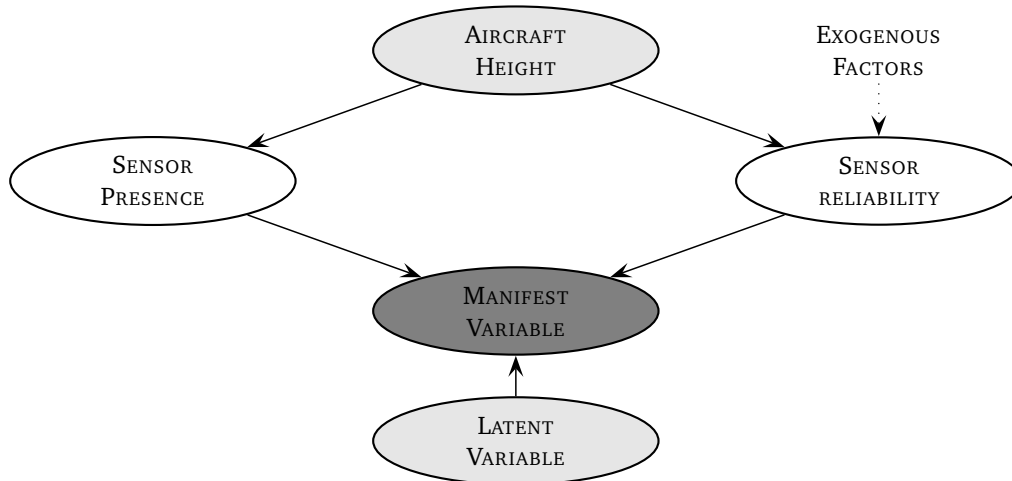 Aircraft
Height
Exogenous
Factors
Sensor
Presence
Sensor
reliability
Manifest
Variable
Latent
Variable